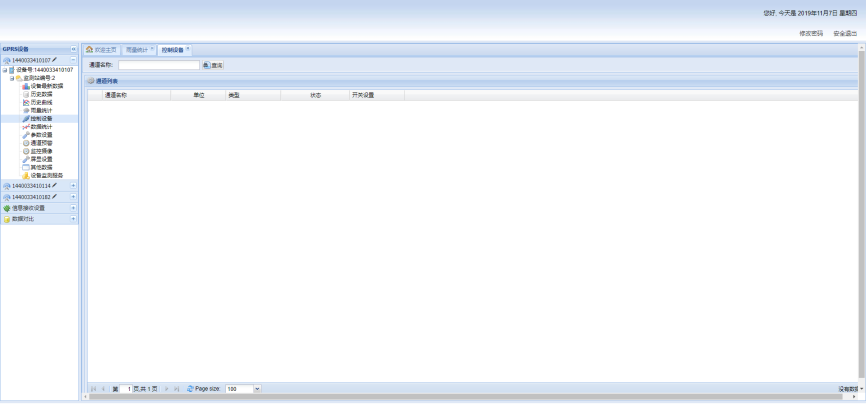 您好, 今天是 2019年11月7日 星期四
修改密码 安全退出
GPRS设备
1440033410107
设备号:1440033410107
监测站编号:2
设备最新数据
历史数据
历史曲线
雨量统计
控制设备
数据统计
参数设置
通道预警
监控摄像
屏显设置
其他数据
设备监测报告
1440033410114
1440033410182
信息接收设置
数据对比
欢迎主页 雨量统计 控制设备
通道名称: 查询
通道列表
通道名称 单位 类型 状态 开关设置
第 1 页,共 1 页 Page size: 100
没有数据